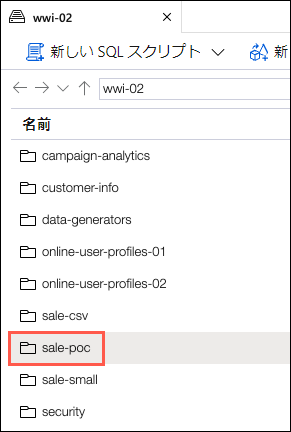 wwi-02
新しい SQL スクリプト
新
wwi-02
名前
campaign-analytics
customer-info
data-generators
online-user-profiles-01
online-user-profiles-02
sale-csv
sale-poc
sale-small
security